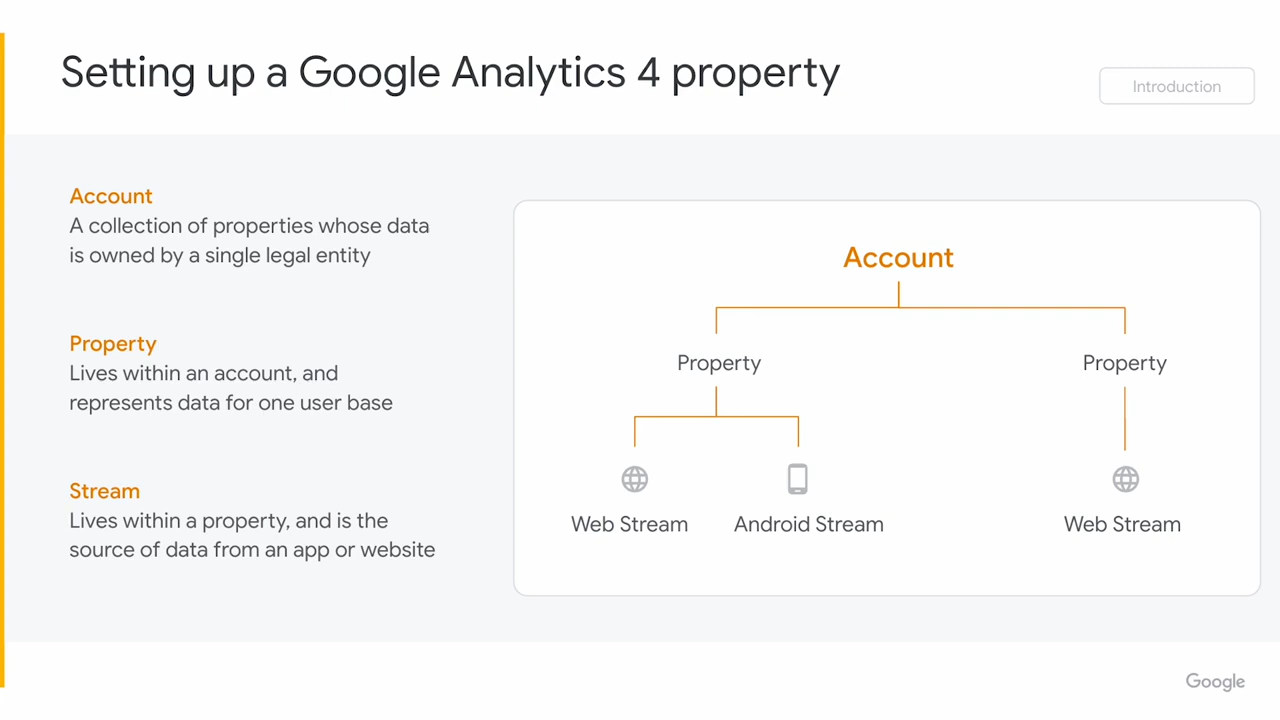 Setting up a Google Analytics 4 property
Introduction
Account
A collection of properties whose data
is owned by a single legal entity
Property
Lives within an account, and
represents data for one user base
Stream
Lives within a property, and is the
source of data from an app or website
Account
Property
Property
Web Stream
Android Stream
Web Stream
Google